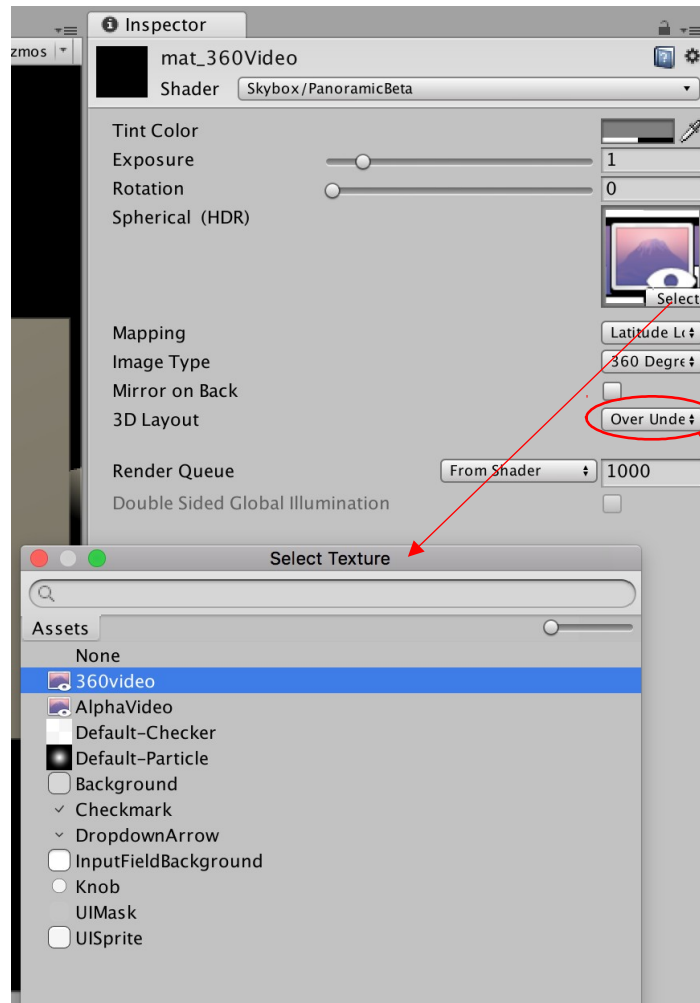 Inspector
zmos
mat_360Video
Shader Skybox/PanoramicBeta
Tint Color
Exposure 1
Rotation 0
Spherical (HDR)
Select
Mapping Latitude Lo
Image Type 360 Degre
Mirror on Back
3D Layout Over Unde
Render Queue From Shader 1000
Double Sided Global Illumination
Select Texture
Assets
None
360video
AlphaVideo
Default-Checker
Default-Particle
Background
Checkmark
DropdownArrow
InputFieldBackground
Knob
UIMask
UISprite